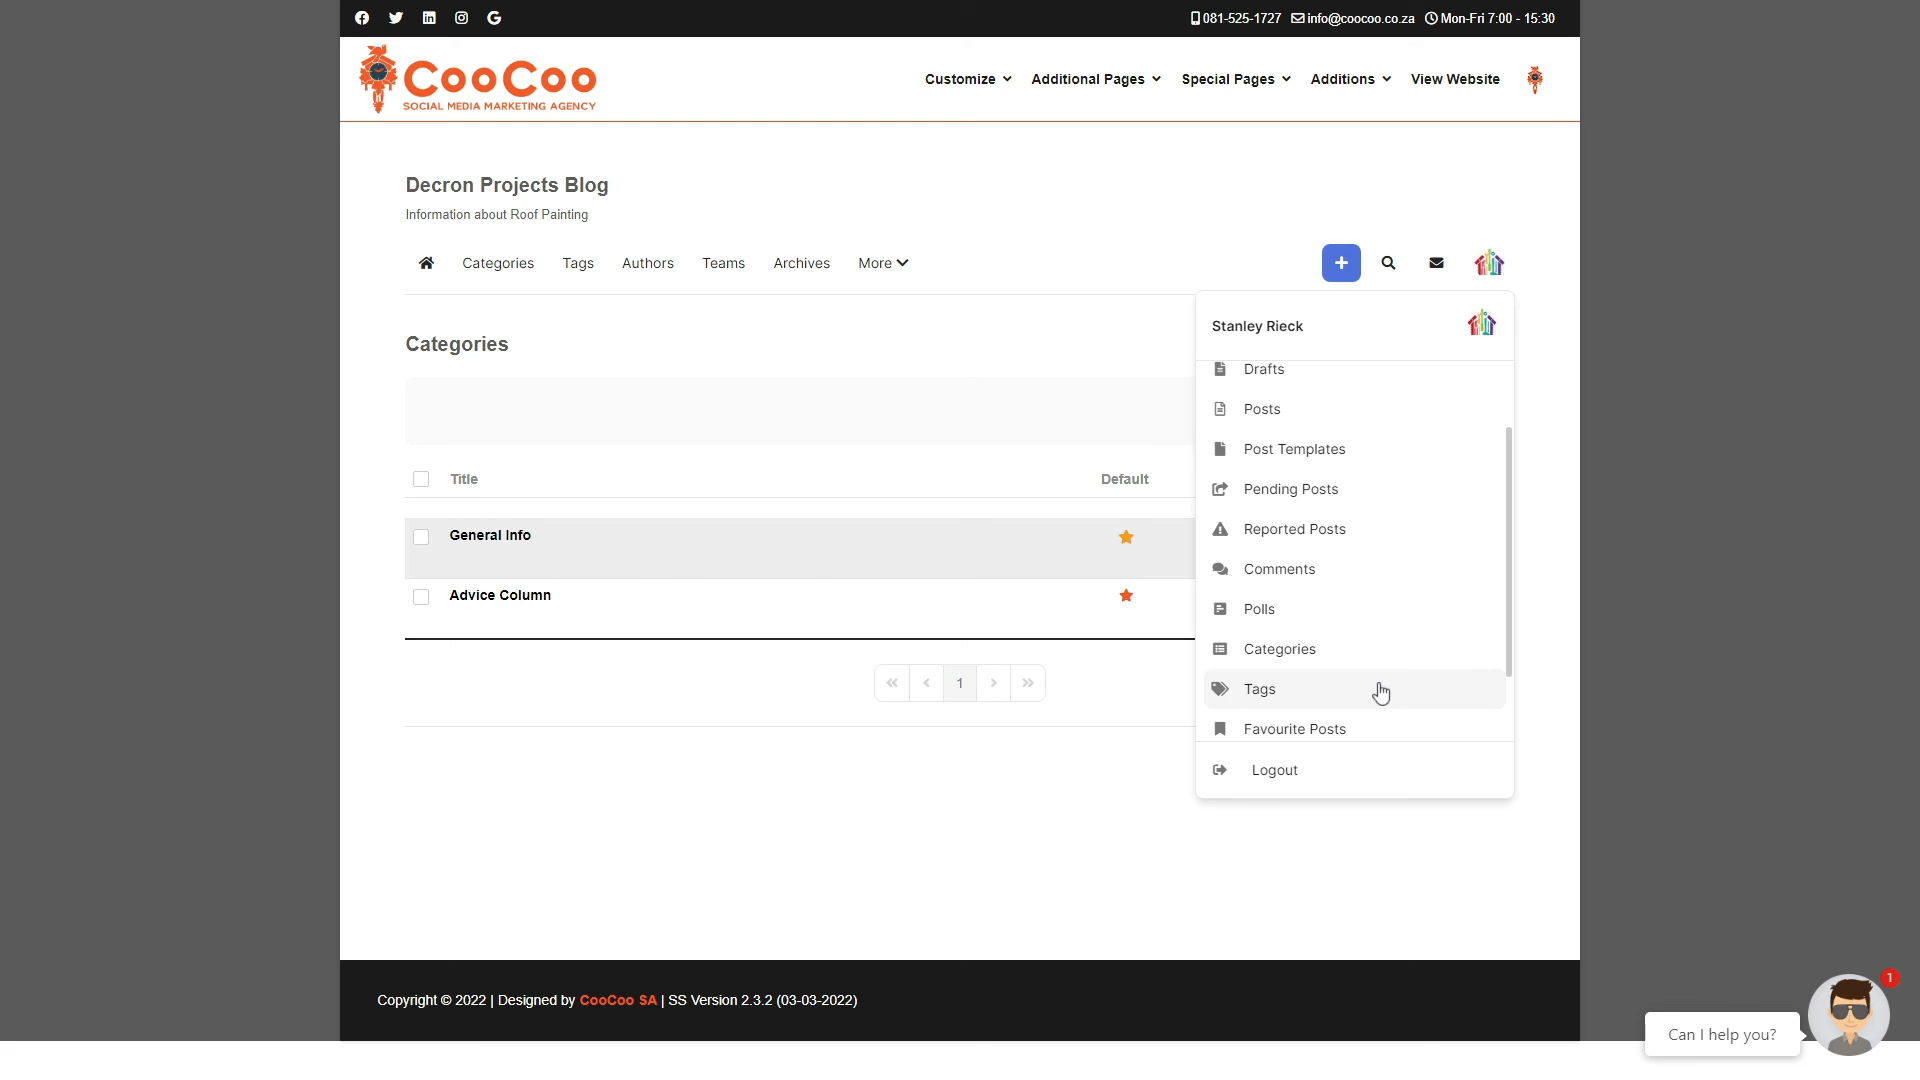 081-525-1727 info@coocoo.co.za Mon-Fri 7:00 - 15:30
CooCoo
SOCIAL MEDIA MARKETING AGENCY
Customize Additional Pages Special Pages Additions View Website
Decron Projects Blog
Information about Roof Painting
Categories Tags Authors Teams Archives More
Stanley Rieck
Categories
Drafts
Posts
Post Templates
Title Default
Pending Posts
General Info
Reported Posts
Comments
Advice Column
Polls
Categories
« ‹ 1 › »
Tags
Favourite Posts
Logout
Copyright © 2022 | Designed by CooCoo SA | SS Version 2.3.2 (03-03-2022)
1
Can I help you?